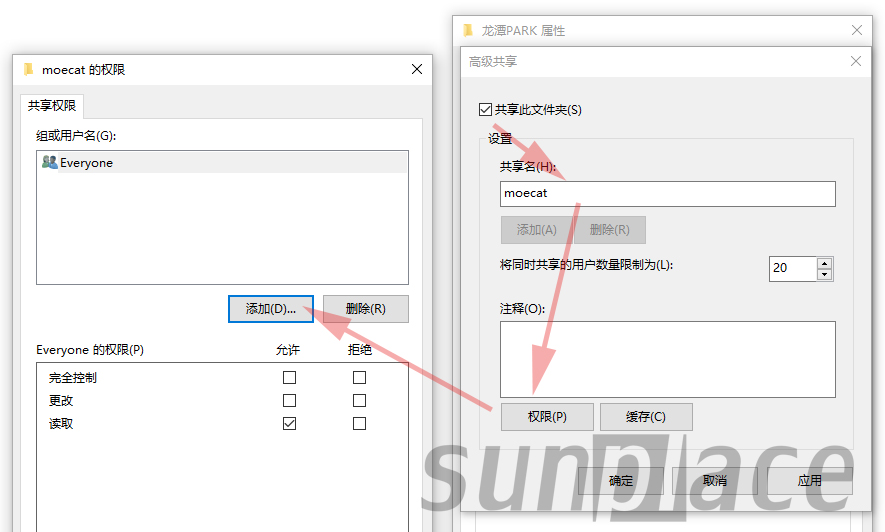 moecat 的权限
共享权限
组或用户名(G):
Everyone
添加(D)...
删除(R)
Everyone 的权限(P)
允许
拒绝
完全控制
更改
读取
龙潭PARK 属性
高级共享
共享此文件夹(S)
设置
共享名(H):
moecat
添加(A)
删除(R)
将同时共享的用户数量限制为(L):
20
注释(O):
权限(P)
缓存(C)
确定
取消
应用
sunplace